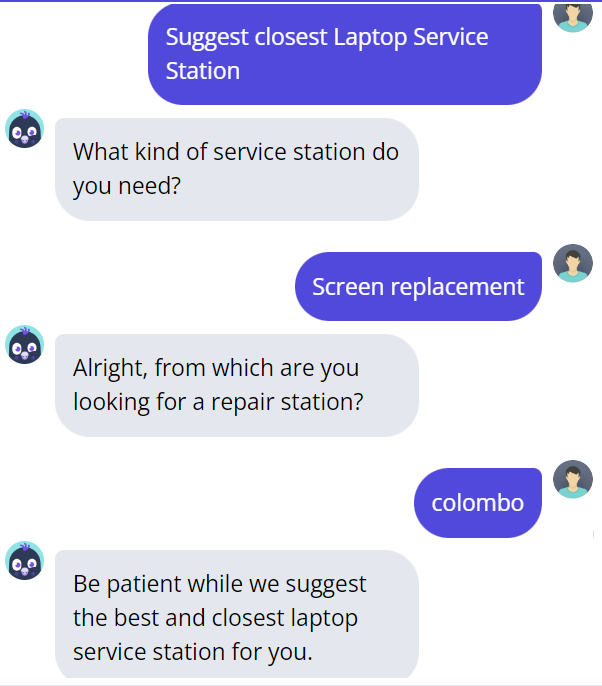 Suggest closest Laptop Service
Station
What kind of service station do
you need?
Screen replacement
Alright, from which are you
looking for a repair station?
colombo
Be patient while we suggest
the best and closest laptop
service station for you.